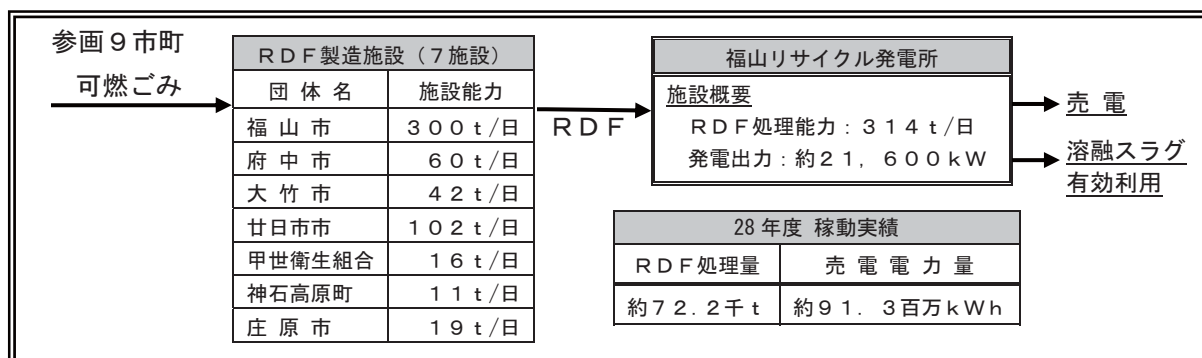 参画９市町
可燃ごみ
ＲＤＦ製造施設（７施設）
団 体 名 施設能力
福 山 市 ３００ｔ/日
府 中 市 ６０ｔ/日
大 竹 市 ４２ｔ/日
廿日市市 １０２ｔ/日
甲世衛生組合 １６ｔ/日
神石高原町 １１ｔ/日
庄 原 市 １９ｔ/日
ＲＤＦ
福山リサイクル発電所
施設概要
ＲＤＦ処理能力：３１４ｔ/日
発電出力：約２１，６００ｋＷ
売 電
溶融スラグ
有効利用
28 年度 稼動実績
ＲＤＦ処理量 売 電 電 力 量
約７２.２千ｔ 約９１．３百万ｋＷｈ